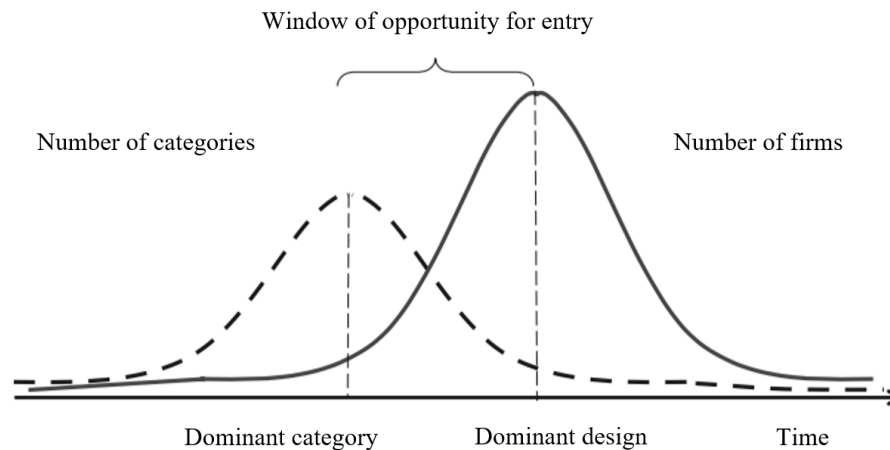 Window of opportunity for entry
Number of categories
Number of firms
Dominant category
Dominant design
Time